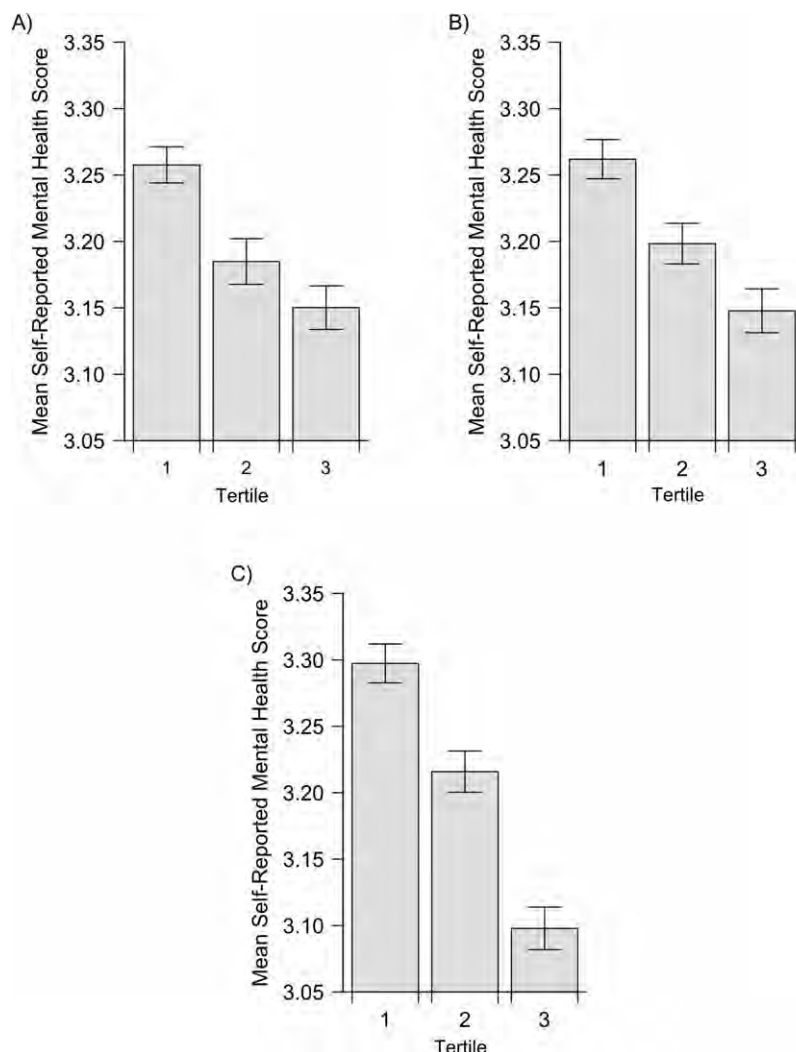 A)
Mean Self-Reported Mental Health Score
3.35
3.30
3.25
3.20
3.15
3.10
3.05
1 2 3
Tertile
B)
Mean Self-Reported Mental Health Score
3.35
3.30
3.25
3.20
3.15
3.10
3.05
1 2 3
Tertile
C)
Mean Self-Reported Mental Health Score
3.35
3.30
3.25
3.20
3.15
3.10
3.05
1 2 3
Tertile